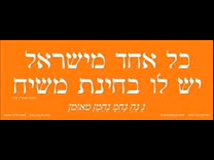 כל אחד מישראל
יש לו בחינת משיח
נ נח נחמ נחמן מאומן